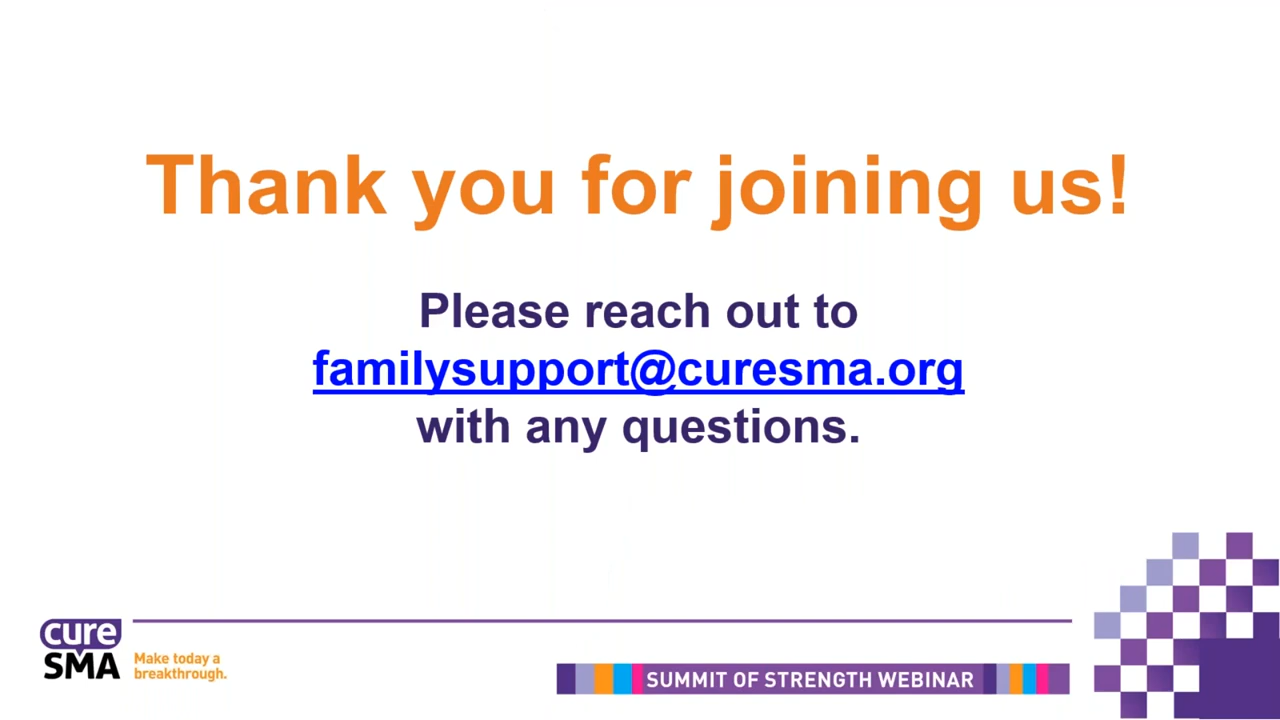 Thank you for joining us!
Please reach out to
familysupport@curesma.org
with any questions.
cure
SMA
Make today a
breakthrough.
SUMMIT OF STRENGTH WEBINAR